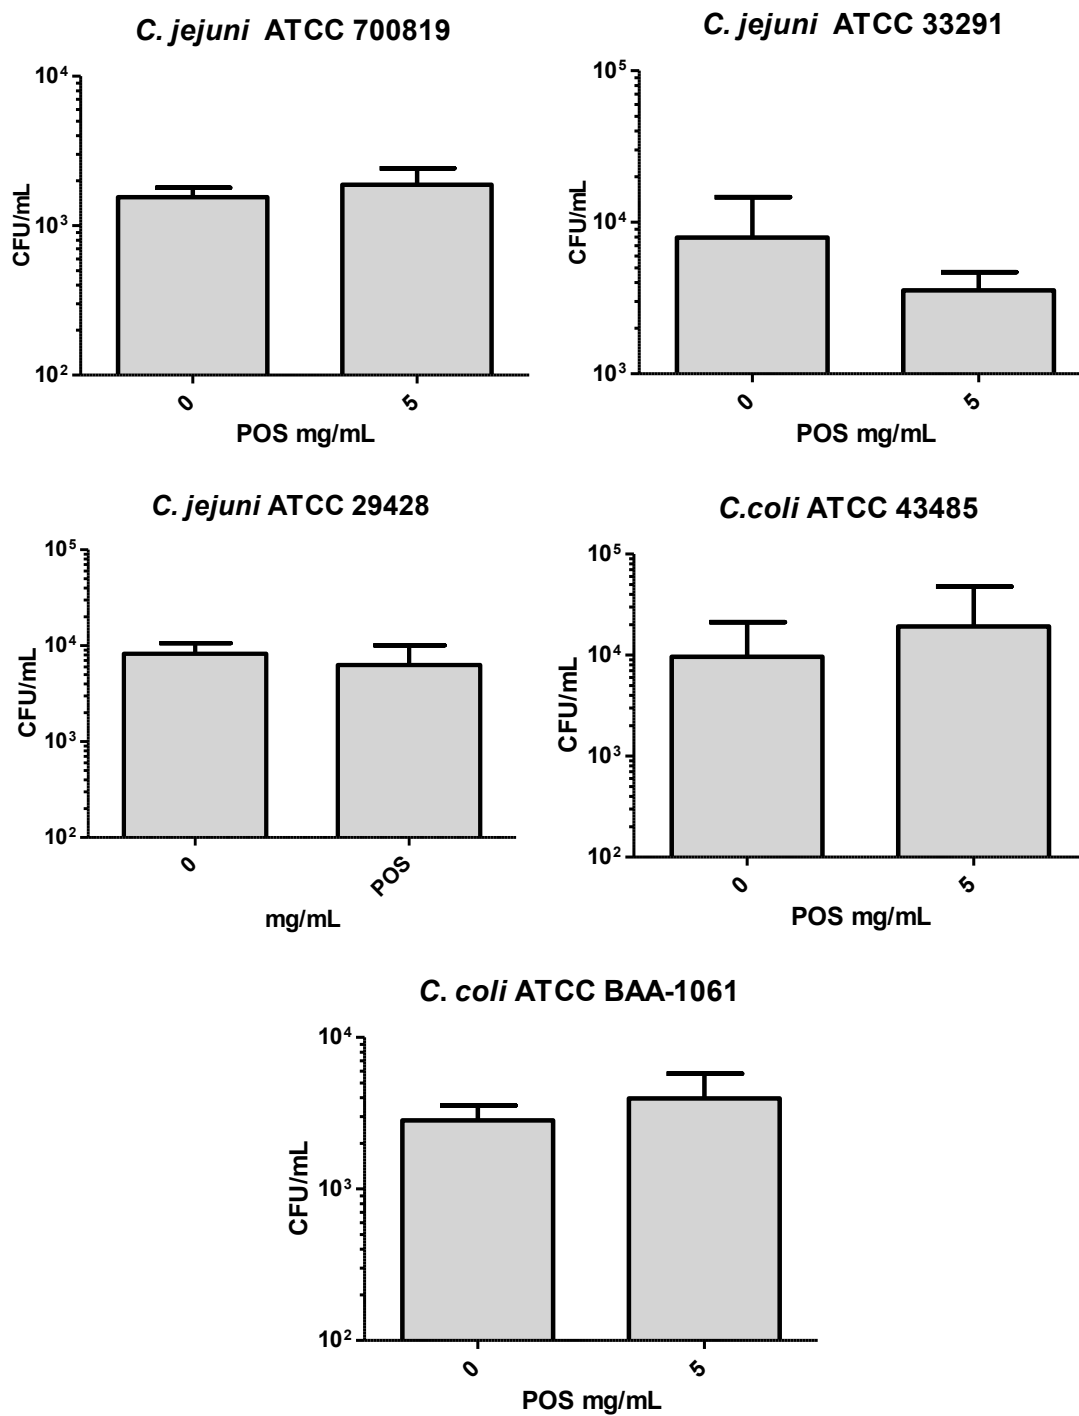 C. jejuni ATCC 700819
10⁴
10³
10²
CFU/mL
0
5
POS mg/mL
C. jejuni ATCC 33291
10⁵
10⁴
10³
CFU/mL
0
5
POS mg/mL
C. jejuni ATCC 29428
10⁵
10⁴
10³
10²
CFU/mL
0
POS
mg/mL
C.coli ATCC 43485
10⁵
10⁴
10³
10²
CFU/mL
0
5
POS mg/mL
C. coli ATCC BAA-1061
10⁴
10³
10²
CFU/mL
0
5
POS mg/mL